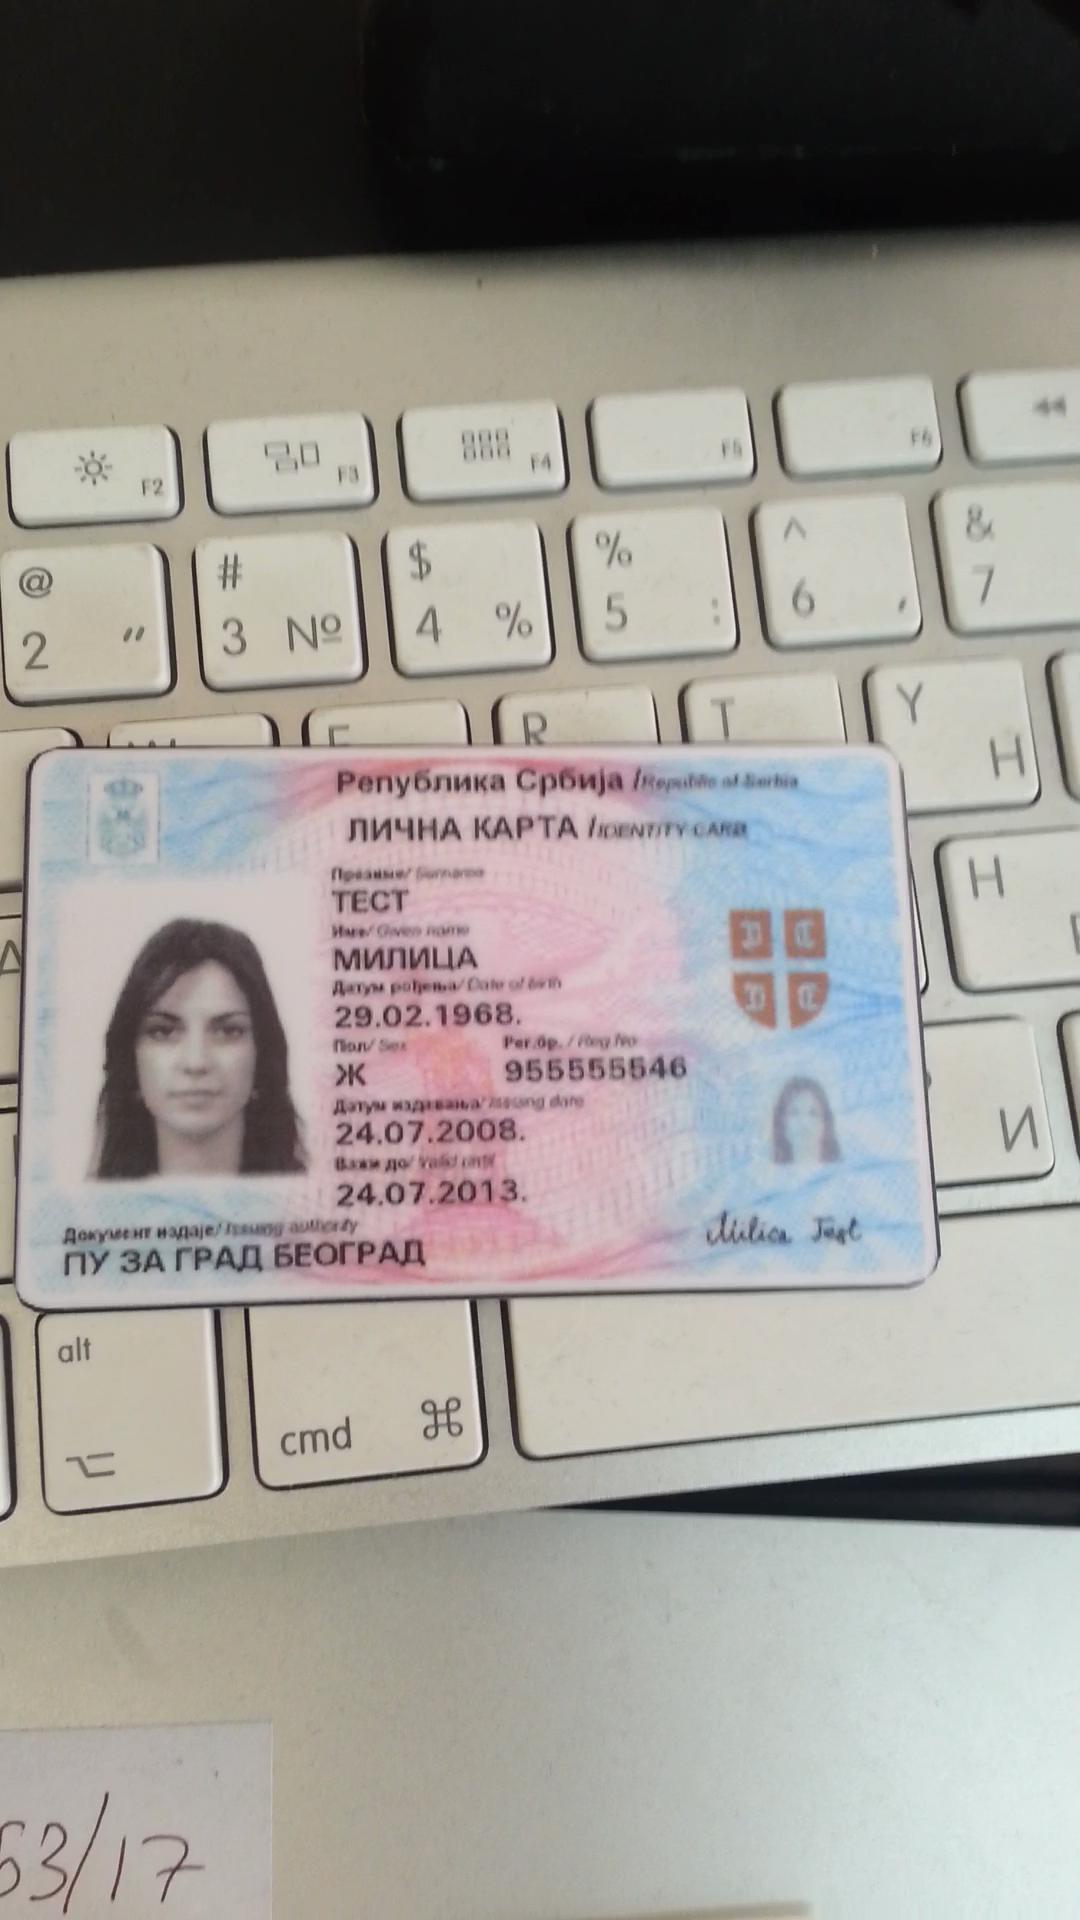 F2 F3 F4 F5 F6
@ # $ % ^ &
2 " 3 № 4 % 5 : 6 , 7
R T Y
Н
Република Србија / Republic of Serbia
ЛИЧНА КАРТА / IDENTITY CARD
Презиме/ Surname
ТЕСТ
Име/ Given name
МИЛИЦА
Датум рођења/ Date of birth
29.02.1968.
Пол/ Sex Рег.бр. / Reg.No
Ж 955555546
Датум издавања/ Issuing date
24.07.2008.
Важи до/ Valid until
24.07.2013.
Документ издаје/ Issuing authority
ПУ ЗА ГРАД БЕОГРАД
Milica Test
H
И
alt
cmd ⌘
63/17